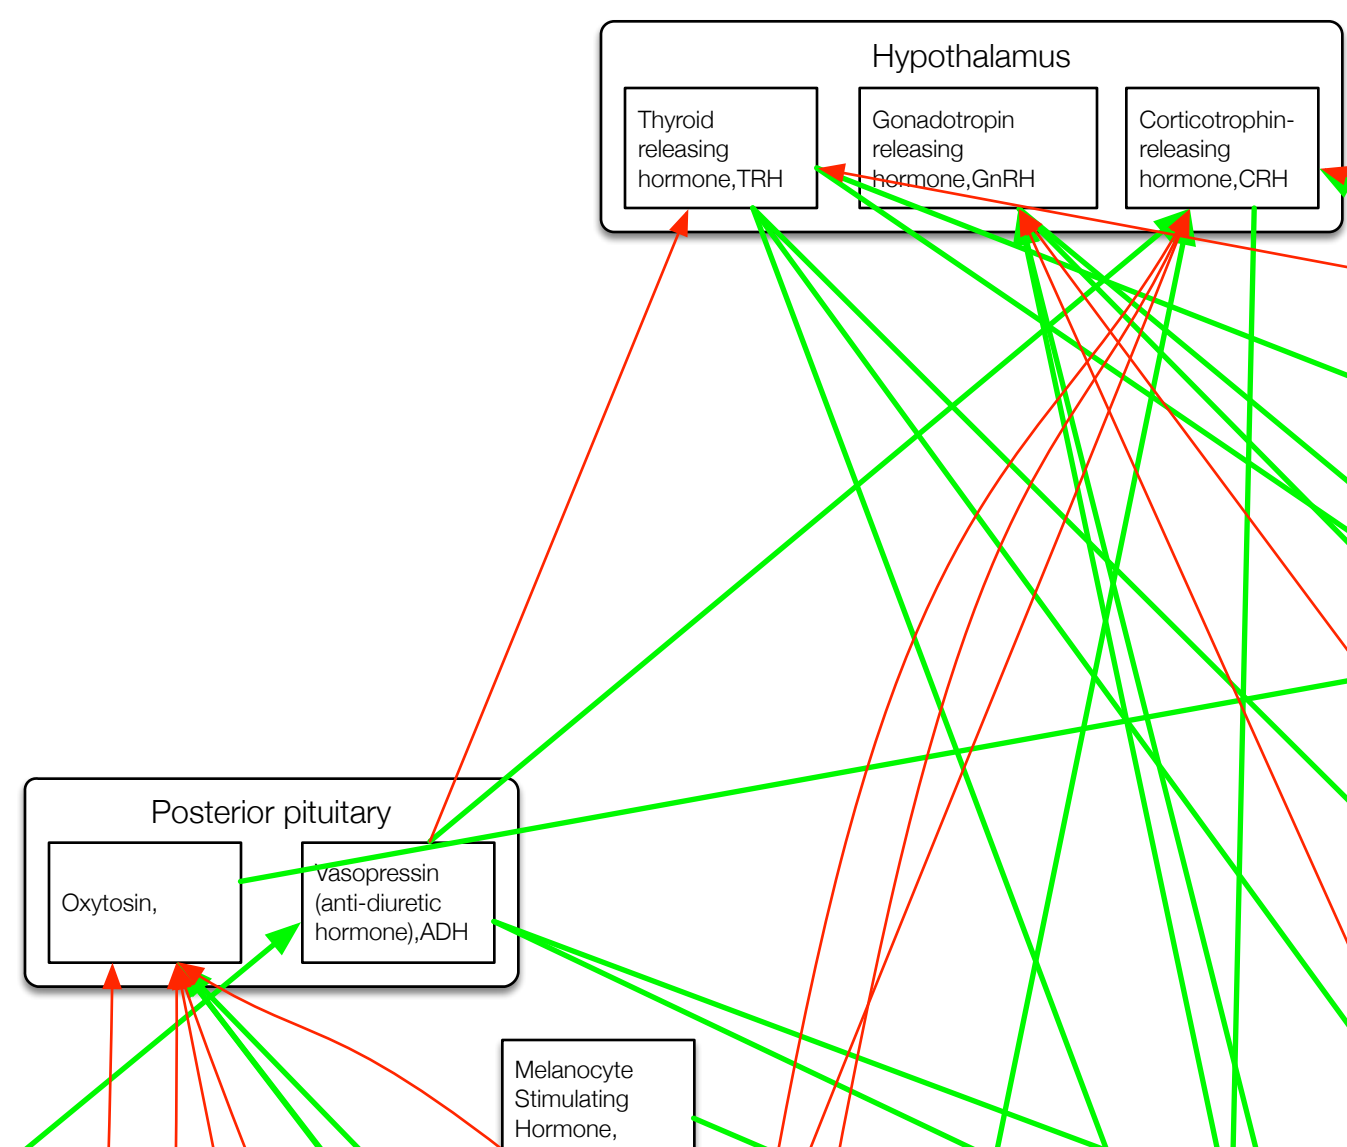 Hypothalamus
Thyroid
releasing
hormone,TRH
Gonadotropin
releasing
hormone,GnRH
Corticotrophin-
releasing
hormone,CRH
Posterior pituitary
Oxytosin,
Vasopressin
(anti-diuretic
hormone),ADH
Melanocyte
Stimulating
Hormone,